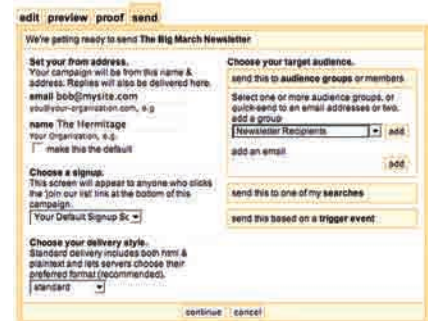 edit preview proof send
We're getting ready to send The Big March Newsletter
Set your from address.
Your campaign will be from this name &
address. Replies will also be delivered here.
email bob@mysite.com
you@your-organization.com, e.g
name The Hermitage
Your Organization, e.g.
make this the default
Choose a signup.
This screen will appear to anyone who clicks
the 'join our list' link at the bottom of this
campaign.
Your Default Signup Sc
Choose your delivery style.
Standard delivery includes both html &
plaintext and lets servers choose their
preferred format (recommended).
standard
Choose your target audience.
send this to audience groups or members
Select one or more audience groups, or
quick-send to an email addresses or two.
add a group
Newsletter Recipients add
add an email
add
send this to one of my searches
send this based on a trigger event
continue cancel